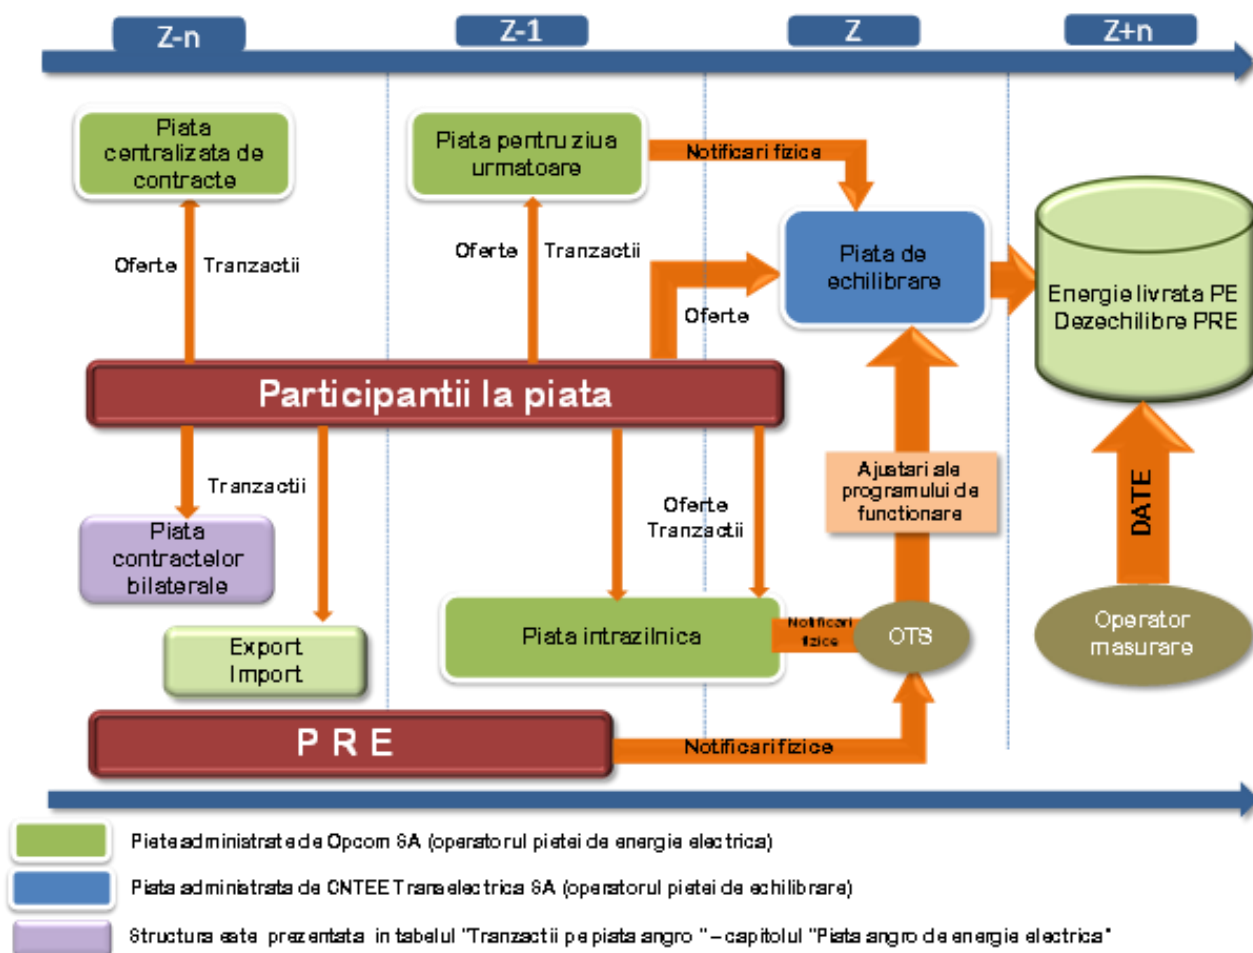 Z-n
Z-1
Z
Z+n
Piata
centralizata de
contracte
Piata pentru ziua
urmatoare
Notificari fizice
Oferte
Tranzactii
Oferte
Tranzactii
Piata de
echilibrare
Energie livrata PE
Dezechilibre PRE
Oferte
Participantii la piata
Tranzactii
Oferte
Tranzactii
Ajustari ale
programului de
functionare
DATE
Piata
contractelor
bilaterale
Piata intrazilnica
Notificari
fizice
OTS
Operator
masurare
Export
Import
P R E
Notificari fizice
Piete administrate de Opcom SA (operatorul pietei de energie electrica)
Piata administrata de CNTEE Transelectrica SA (operatorul pietei de echilibrare)
Structura este prezentata in tabelul "Tranzactii pe piata angro " – capitolul "Piata angro de energie electrica"